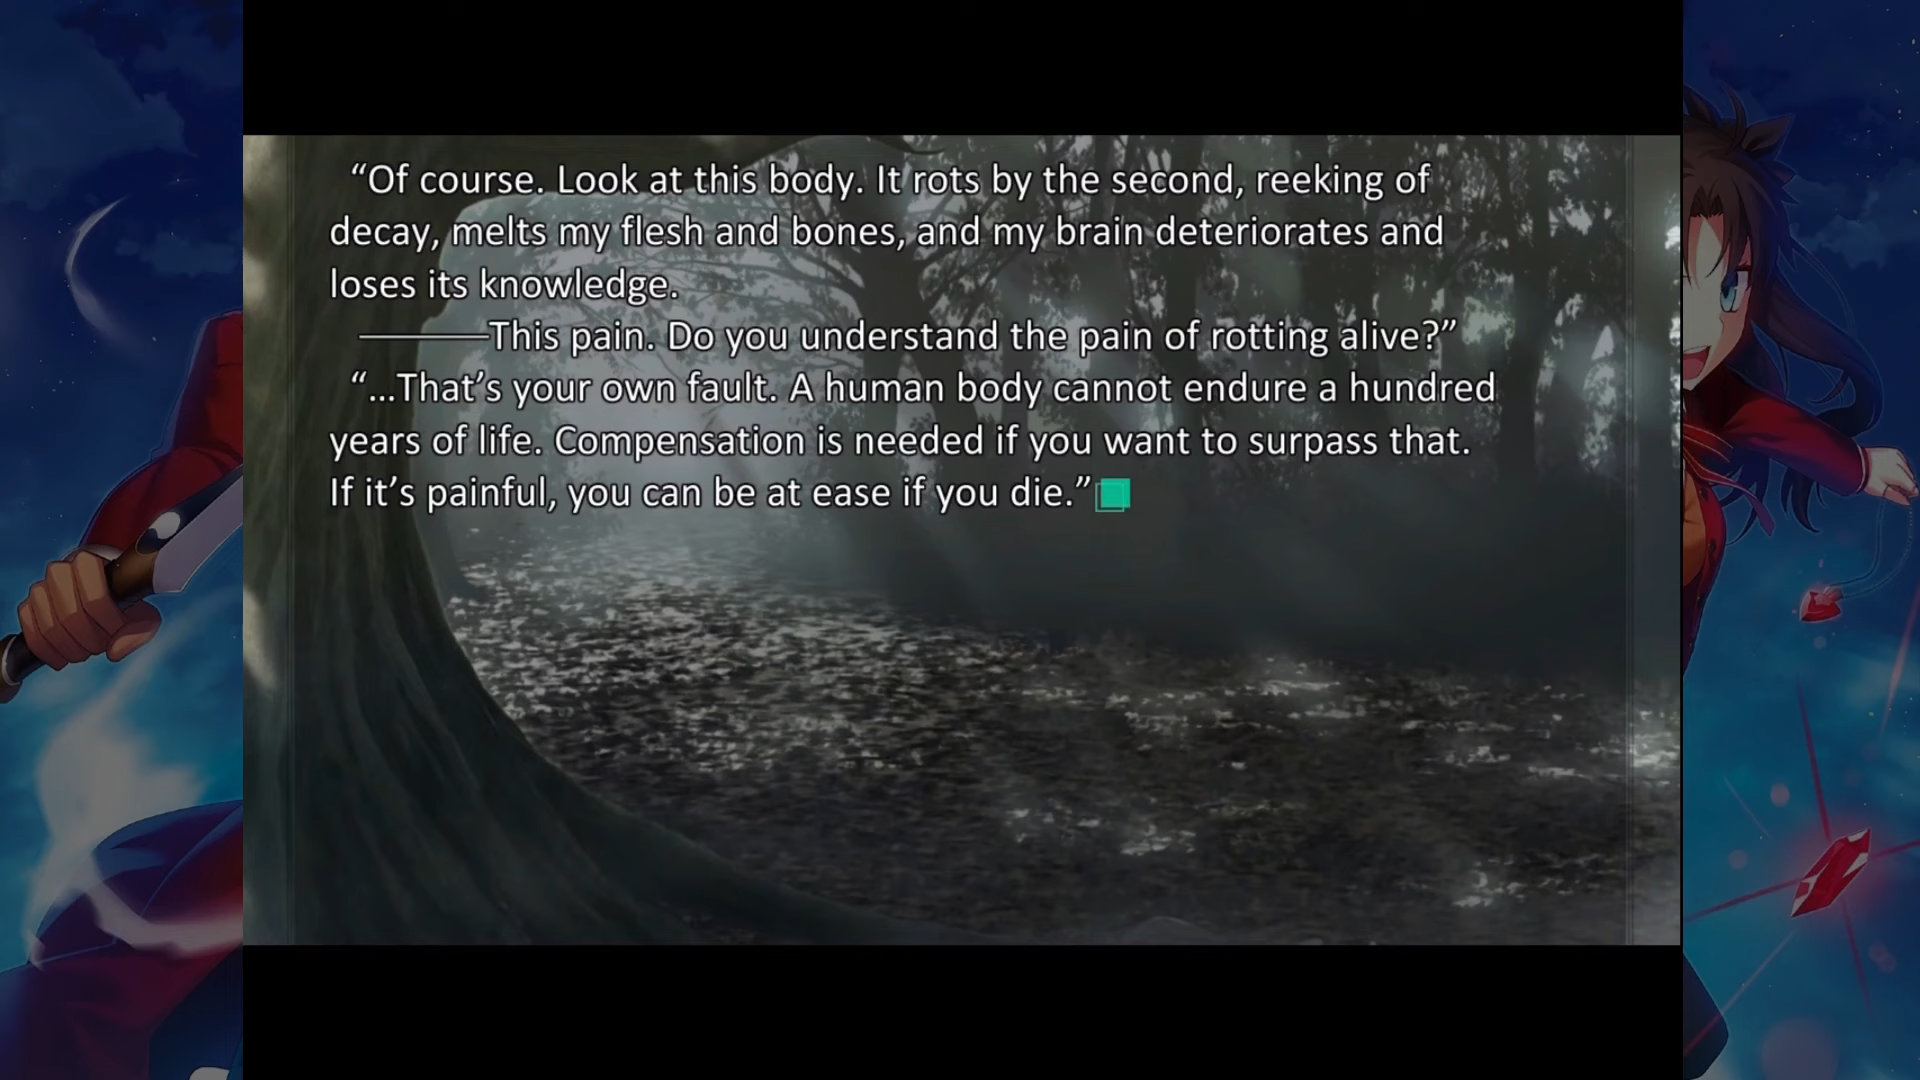 “Of course. Look at this body. It rots by the second, reeking of
decay, melts my flesh and bones, and my brain deteriorates and
loses its knowledge.
————This pain. Do you understand the pain of rotting alive?”
“...That’s your own fault. A human body cannot endure a hundred
years of life. Compensation is needed if you want to surpass that.
If it’s painful, you can be at ease if you die.”